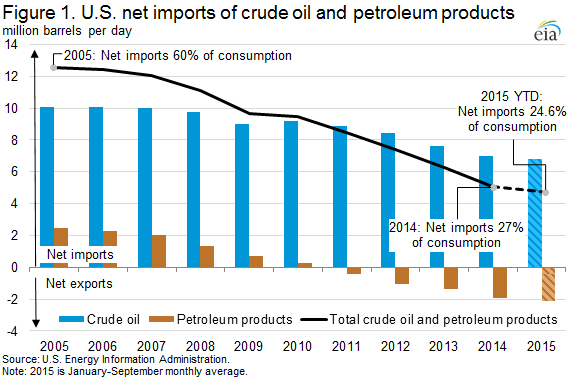 Figure 1. U.S. net imports of crude oil and petroleum products
million barrels per day
eia
14
12
10
8
6
4
2
0
-2
-4
2005: Net imports 60% of consumption
2015 YTD:
Net imports 24.6%
of consumption
2014: Net imports 27%
of consumption
Net imports
Net exports
Crude oil
Petroleum products
Total crude oil and petroleum products
2005 2006 2007 2008 2009 2010 2011 2012 2013 2014 2015
Source: U.S. Energy Information Administration.
Note: 2015 is January-September monthly average.